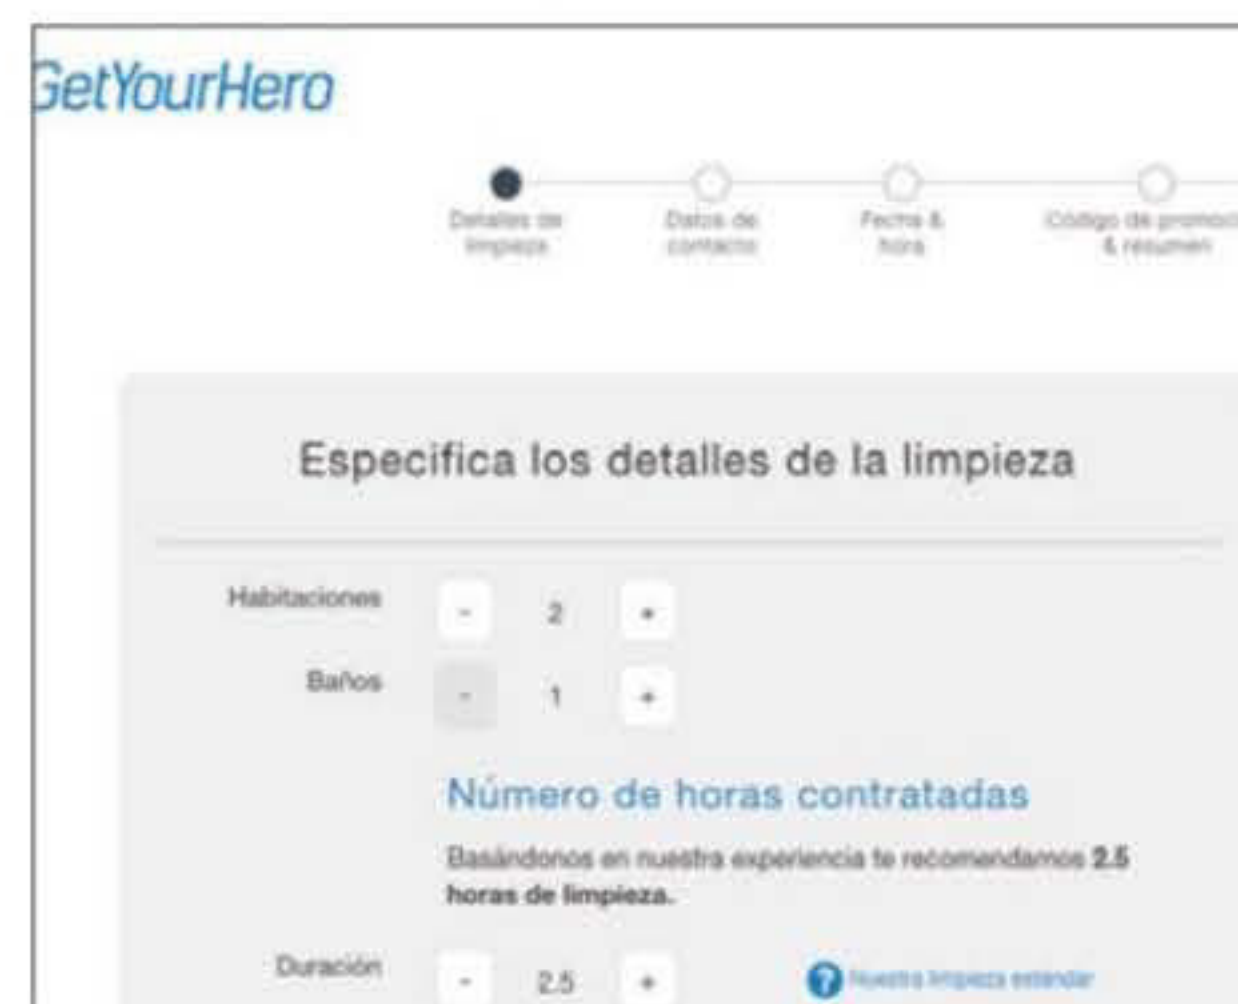 GetYourHero
Detalles de
limpieza
Datos de
contacto
Fecha &
hora
Código de promoci
& resumen
Especifica los detalles de la limpieza
Habitaciones - 2 +
Baños - 1 +
Número de horas contratadas
Basándonos en nuestra experiencia te recomendamos 2.5
horas de limpieza.
Duración - 2.5 + ? Nuestra limpieza estándar